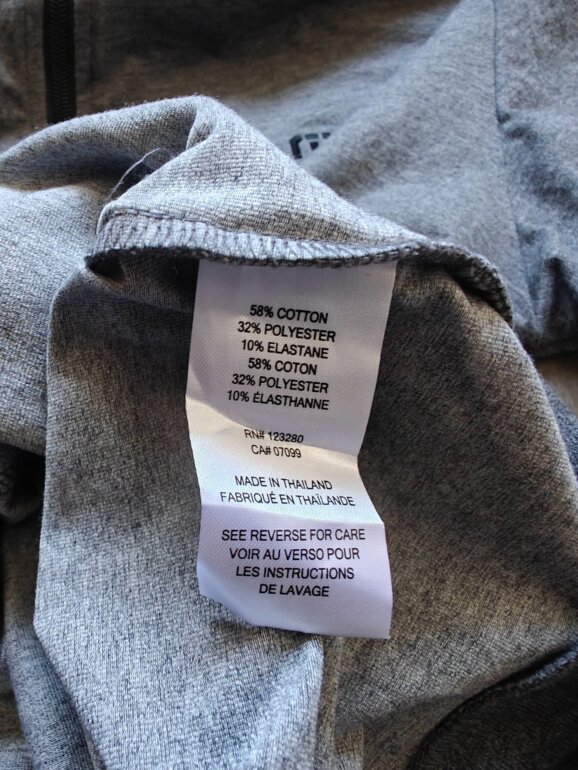 58% COTTON
32% POLYESTER
10% ELASTANE
58% COTON
32% POLYESTER
10% ÉLASTHANNE
RN# 123280
CA# 07099
MADE IN THAILAND
FABRIQUÉ EN THAÏLANDE
SEE REVERSE FOR CARE
VOIR AU VERSO POUR
LES INSTRUCTIONS
DE LAVAGE